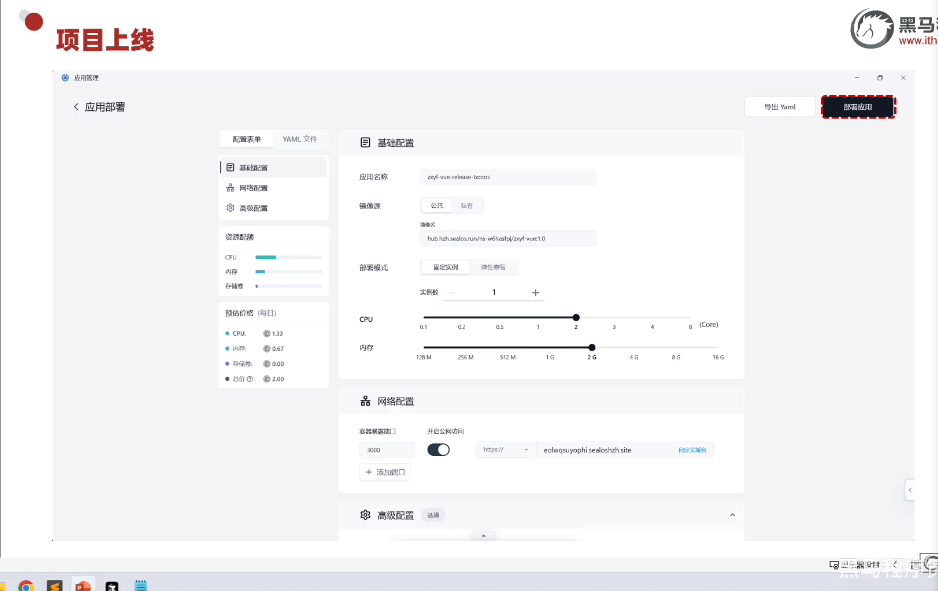 项目上线
黑马
www.ith
应用管理
应用部署
导出 Yaml
部署应用
配置表单
YAML 文件
基础配置
网络配置
高级配置
资源配额
CPU:
内存:
存储卷:
预估价格 (每日)
CPU: 1.33
内存: 0.67
存储卷: 0.00
总价 : 2.00
基础配置
应用名称
zxyf-vue-release-txccos
镜像源
公共
私有
镜像名
hub.hzh.sealos.run/ns-w6hasfpj/zxyf-vue:1.0
部署模式
固定实例
弹性伸缩
实例数 — 1 +
CPU
0.1 0.2 0.5 1 2 3 4 8 (Core)
内存
128 M 256 M 512 M 1 G 2 G 4 G 8 G 16 G
网络配置
容器暴露端口
开启公网访问
3000
https://
eolwqsuyophi.sealoshzh.site
自定义域名
+ 添加端口
高级配置
选填